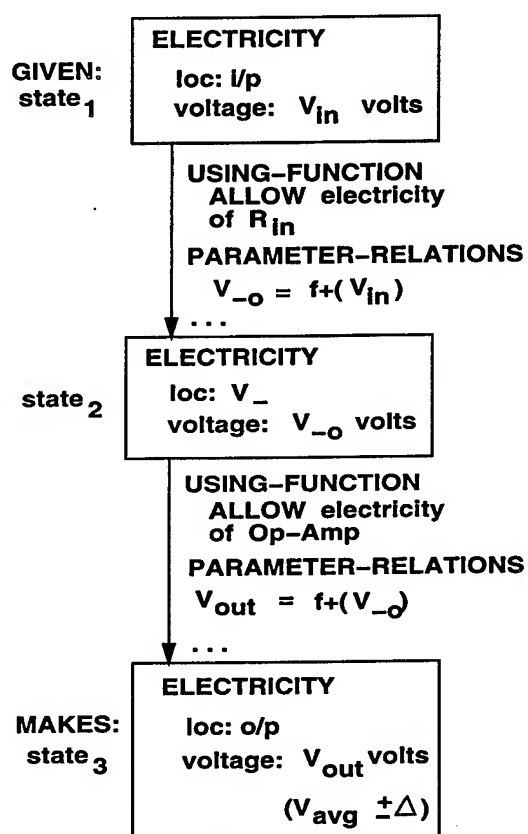 ELECTRICITY
GIVEN:
state1
loc: i/p
voltage: Vin volts
USING-FUNCTION
ALLOW electricity
of Rin
PARAMETER-RELATIONS
V-o = f+(Vin)
...
ELECTRICITY
state2
loc: V-
voltage: V-o volts
USING-FUNCTION
ALLOW electricity
of Op-Amp
PARAMETER-RELATIONS
Vout = f+(V-o)
...
ELECTRICITY
MAKES:
state3
loc: o/p
voltage: Vout volts
(Vavg ±△)